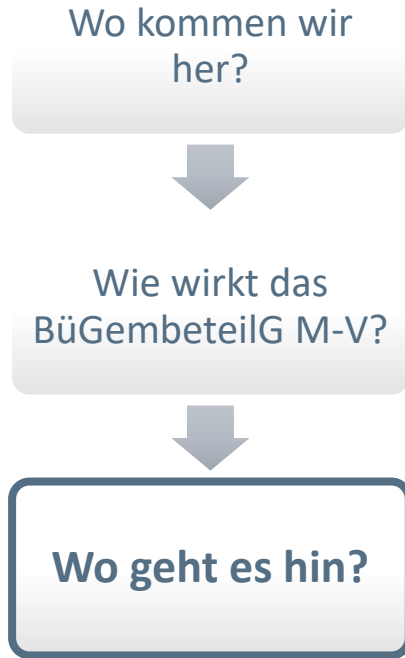 Wo kommen wir
her?
Wie wirkt das
BüGembeteilG M-V?
Wo geht es hin?